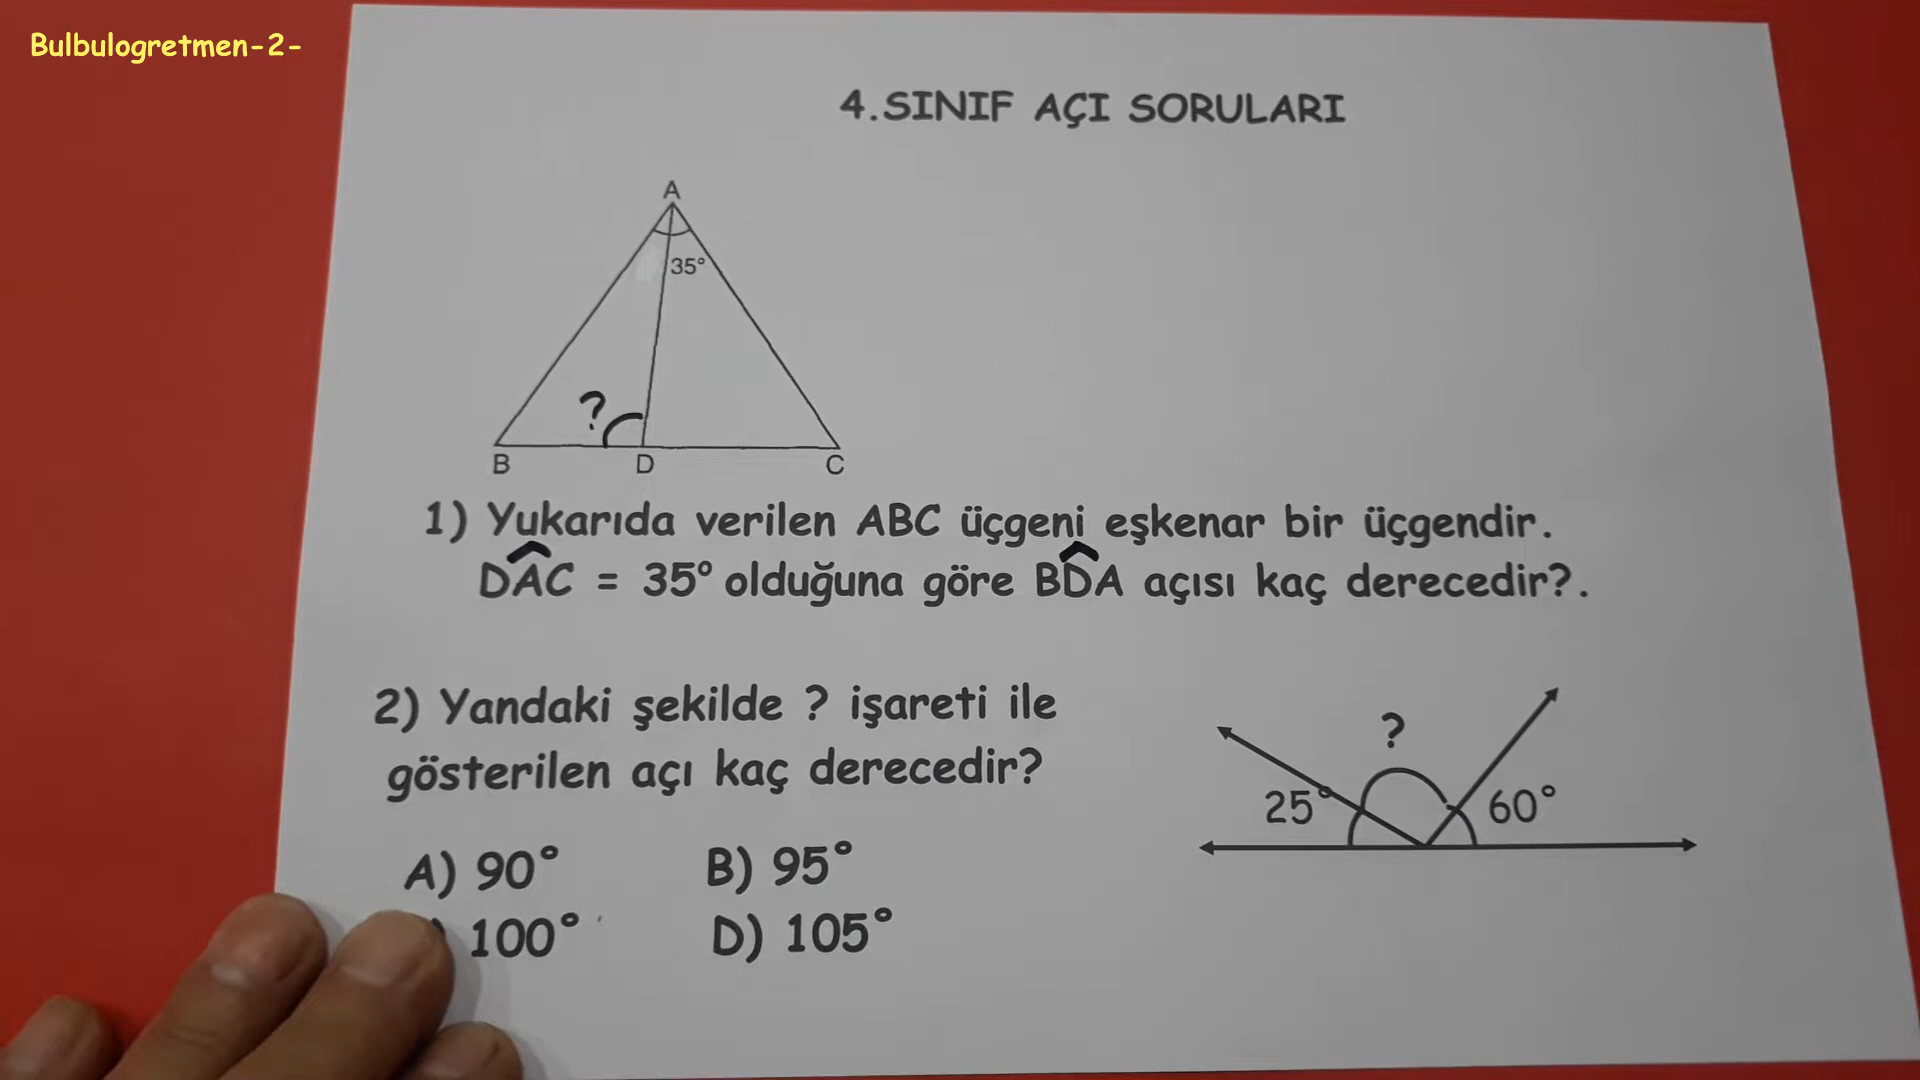 Bulbulogretmen-2-
4.SINIF AÇI SORULARI
A
35°
?
B D C
1) Yukarıda verilen ABC üçgeni eşkenar bir üçgendir.
DAC = 35° olduğuna göre BDA açısı kaç derecedir?.
2) Yandaki şekilde ? işareti ile
gösterilen açı kaç derecedir?
?
25° 60°
A) 90° B) 95°
) 100° D) 105°